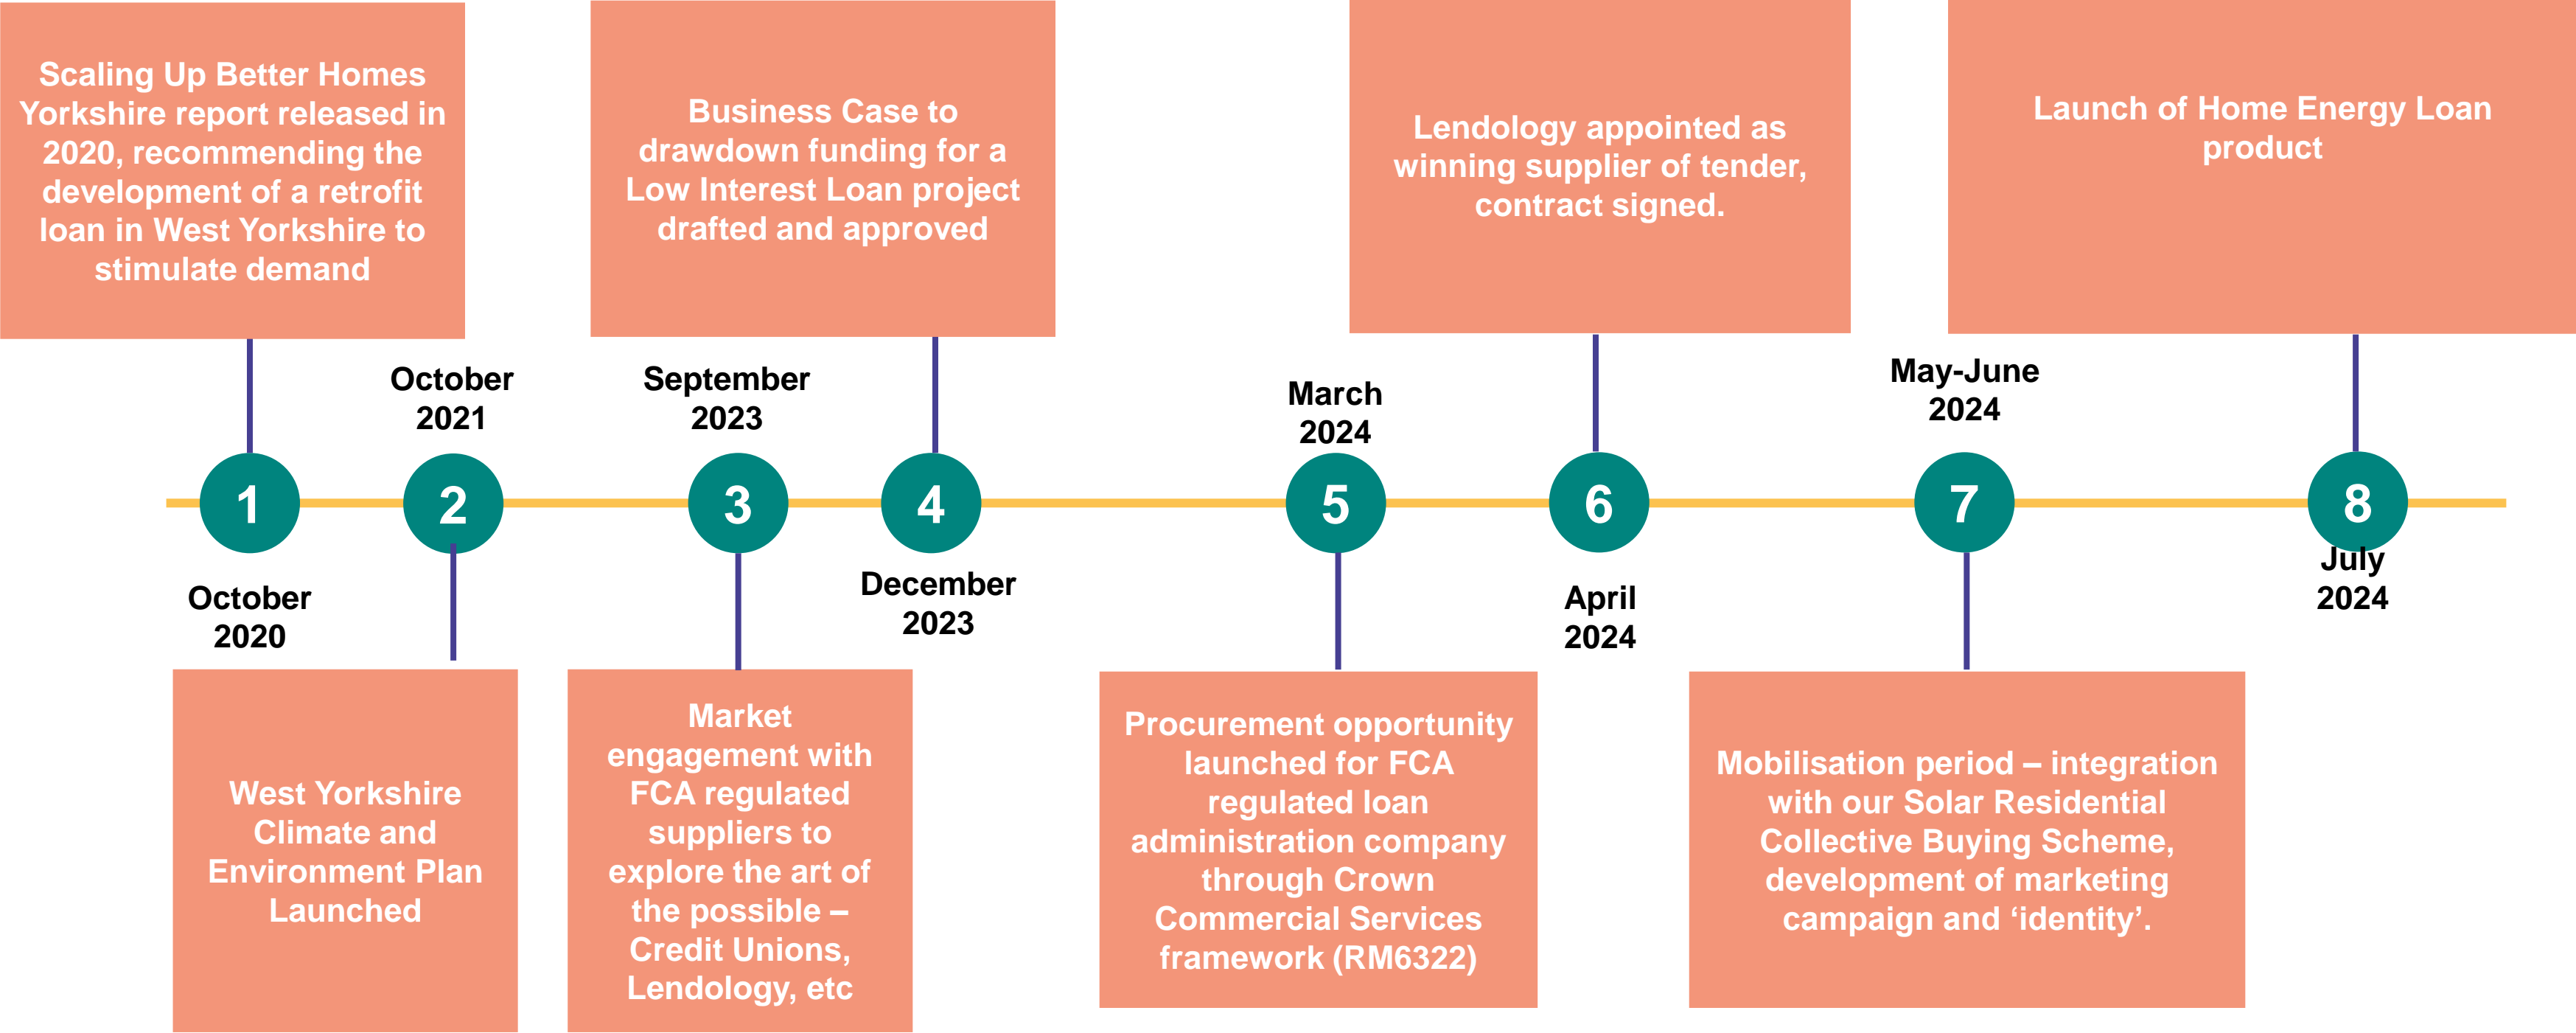 Scaling Up Better Homes
Yorkshire report released in
2020, recommending the
development of a retrofit
loan in West Yorkshire to
stimulate demand
Business Case to
drawdown funding for a
Low Interest Loan project
drafted and approved
Lendology appointed as
winning supplier of tender,
contract signed.
Launch of Home Energy Loan
product
October
2021
September
2023
March
2024
May-June
2024
1
2
3
4
5
6
7
8
October
2020
December
2023
April
2024
July
2024
West Yorkshire
Climate and
Environment Plan
Launched
Market
engagement with
FCA regulated
suppliers to
explore the art of
the possible –
Credit Unions,
Lendology, etc
Procurement opportunity
launched for FCA
regulated loan
administration company
through Crown
Commercial Services
framework (RM6322)
Mobilisation period – integration
with our Solar Residential
Collective Buying Scheme,
development of marketing
campaign and ‘identity’.